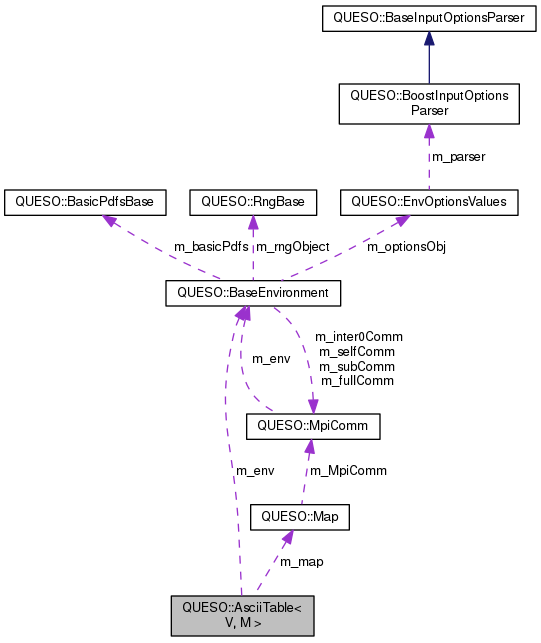 QUESO::BaseInputOptionsParser
QUESO::BoostInputOptions
Parser
m_parser
QUESO::BasicPdfsBase
QUESO::RngBase
QUESO::EnvOptionsValues
m_basicPdfs
m_rngObject
m_optionsObj
QUESO::BaseEnvironment
m_inter0Comm
m_selfComm
m_subComm
m_fullComm
m_env
QUESO::MpiComm
m_env
m_MpiComm
QUESO::Map
m_map
QUESO::AsciiTable<
V, M >